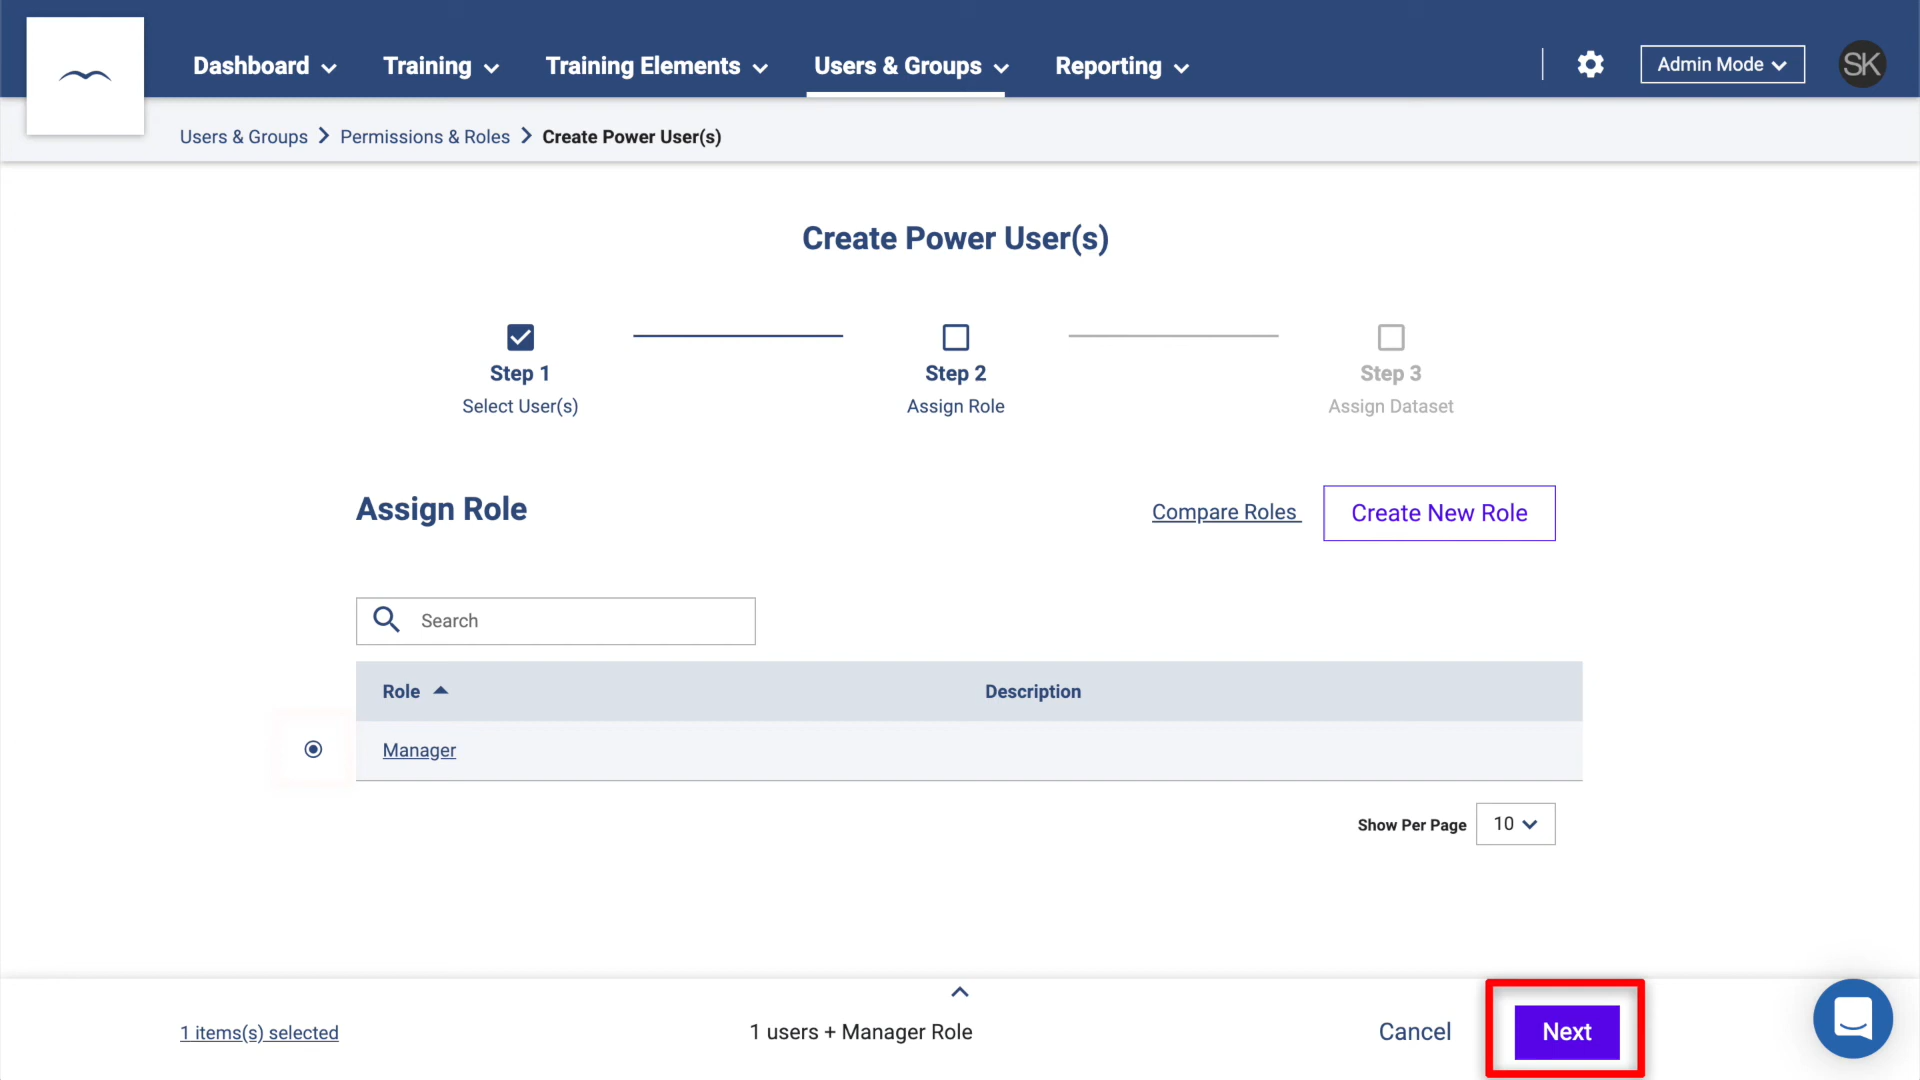 Dashboard Training Training Elements Users & Groups Reporting Admin Mode SK
Users & Groups Permissions & Roles Create Power User(s)
Create Power User(s)
Step 1 Step 2 Step 3
Select User(s) Assign Role Assign Dataset
Assign Role Compare Roles Create New Role
Search
Role Description
Manager
Show Per Page 10
1 items(s) selected 1 users + Manager Role Cancel Next